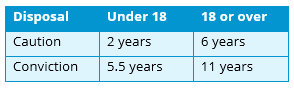 Disposal Under 18 18 or over
Caution 2 years 6 years
Conviction 5.5 years 11 years